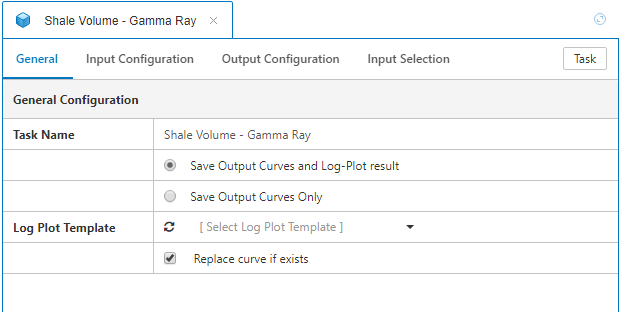 Shale Volume - Gamma Ray
General Input Configuration Output Configuration Input Selection Task
General Configuration
Task Name Shale Volume - Gamma Ray
Save Output Curves and Log-Plot result
Save Output Curves Only
Log Plot Template [ Select Log Plot Template ]
Replace curve if exists